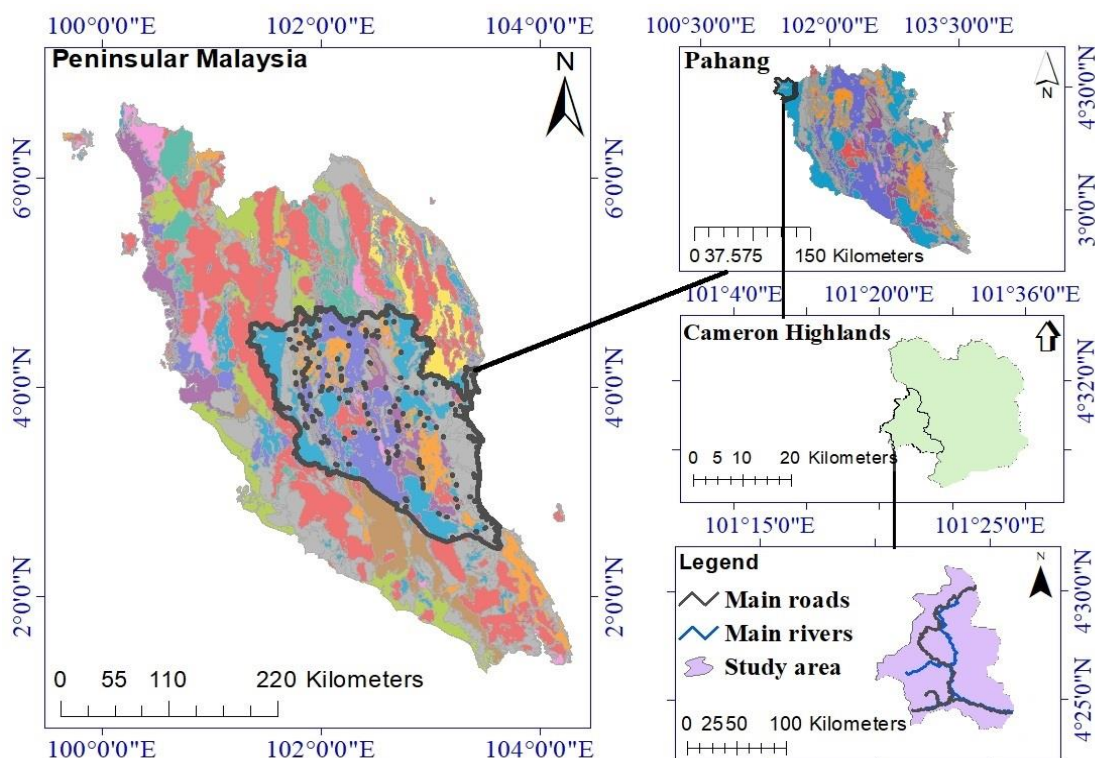 100°0'0"E 102°0'0"E 104°0'0"E
Peninsular Malaysia
N
6°0'0"N
4°0'0"N
2°0'0"N
6°0'0"N
4°0'0"N
2°0'0"N
0 55 110 220 Kilometers
100°0'0"E 102°0'0"E 104°0'0"E
100°30'0"E 102°0'0"E 103°30'0"E
Pahang
N
4°30'0"N
3°0'0"N
0 37.575 150 Kilometers
101°4'0"E 101°20'0"E 101°36'0"E
Cameron Highlands
4°32'0"N
0 5 10 20 Kilometers
101°15'0"E 101°25'0"E
Legend
N
Main roads
Main rivers
Study area
4°30'0"N
4°25'0"N
0 2550 100 Kilometers